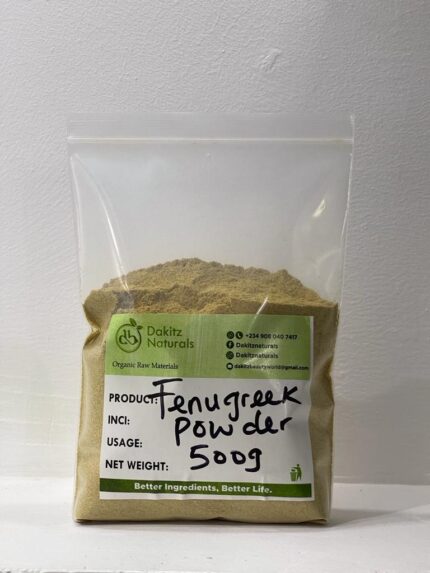 Dakitz
Naturals
Organic Raw Materials
+234 906 040 7417
Dakitznaturals
Dakitznaturals
dakitzbeautyworld@gmail.com
PRODUCT: Fenugreek
INCI: Powder
USAGE:
NET WEIGHT: 500g
Better Ingredients, Better Life.